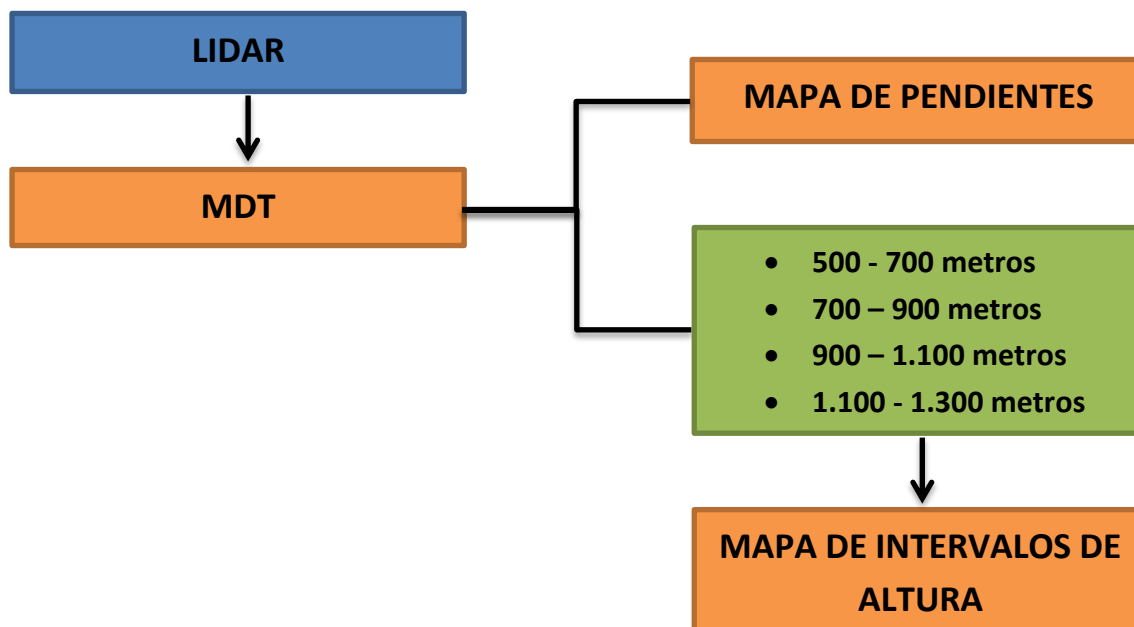 LIDAR
MAPA DE PENDIENTES
MDT
• 500 - 700 metros
• 700 – 900 metros
• 900 – 1.100 metros
• 1.100 - 1.300 metros
MAPA DE INTERVALOS DE
ALTURA